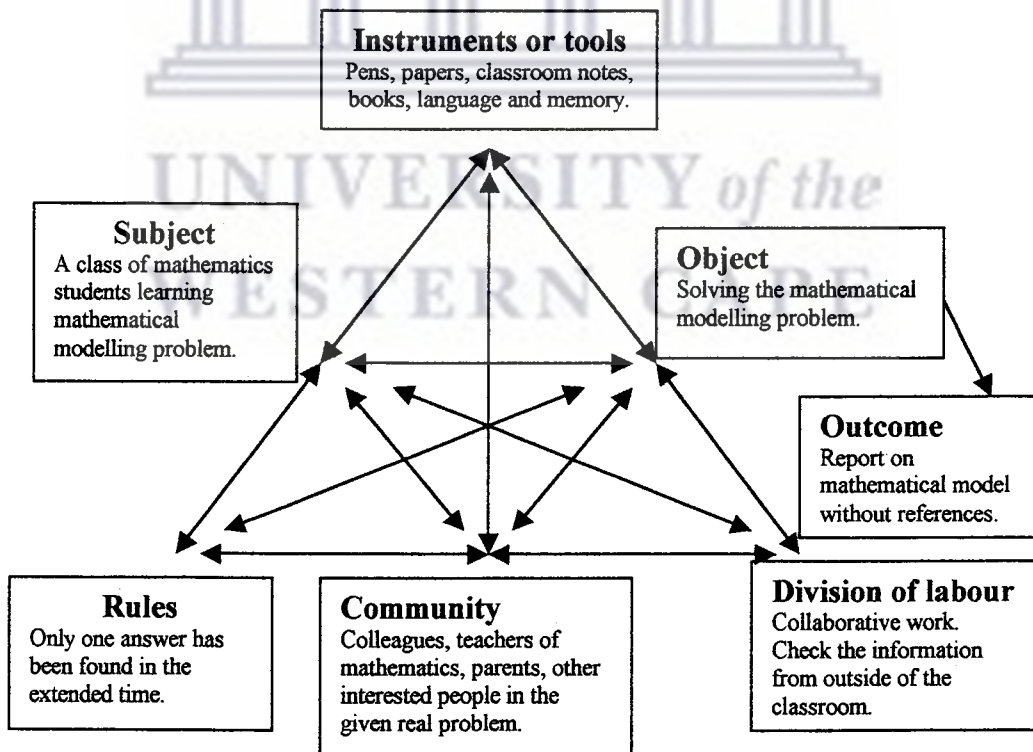 Instruments or tools
Pens, papers, classroom notes,
books, language and memory.
UNIVERSITY of the
WESTERN CAPE
Subject
A class of mathematics
students learning
mathematical
modelling problem.
Object
Solving the mathematical
modelling problem.
Outcome
Report on
mathematical model
without references.
Rules
Only one answer has
been found in the
extended time.
Community
Colleagues, teachers of
mathematics, parents, other
interested people in the
given real problem.
Division of labour
Collaborative work.
Check the information
from outside of the
classroom.